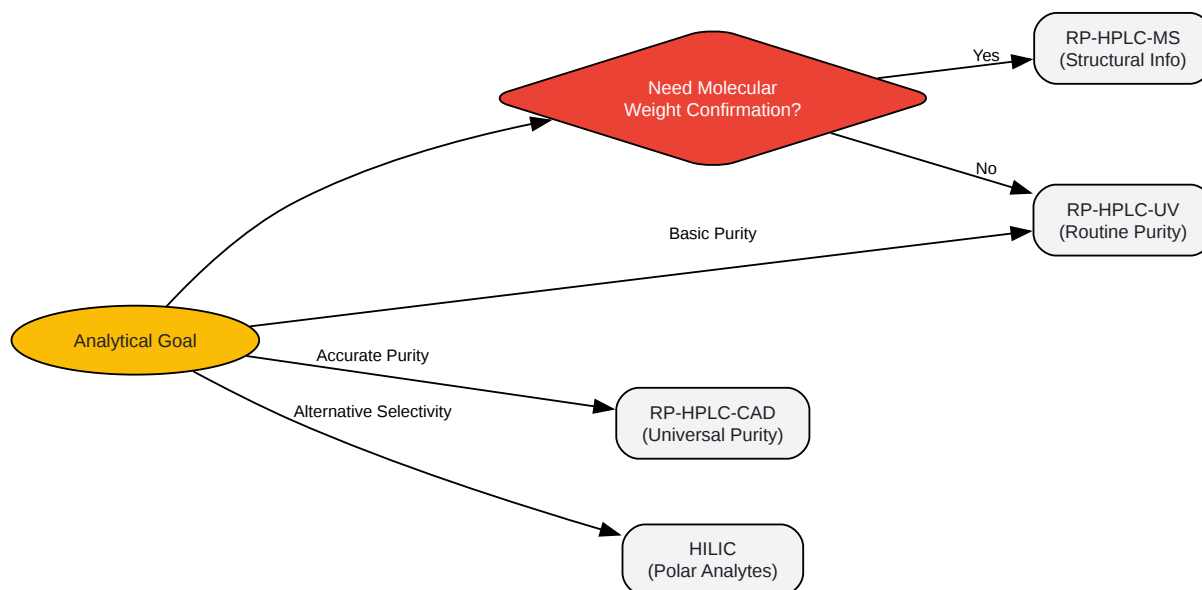 RP-HPLC-MS
(Structural Info)
Yes
Need Molecular
Weight Confirmation?
No
RP-HPLC-UV
(Routine Purity)
Basic Purity
Analytical Goal
Accurate Purity
Alternative Selectivity
RP-HPLC-CAD
(Universal Purity)
HILIC
(Polar Analytes)